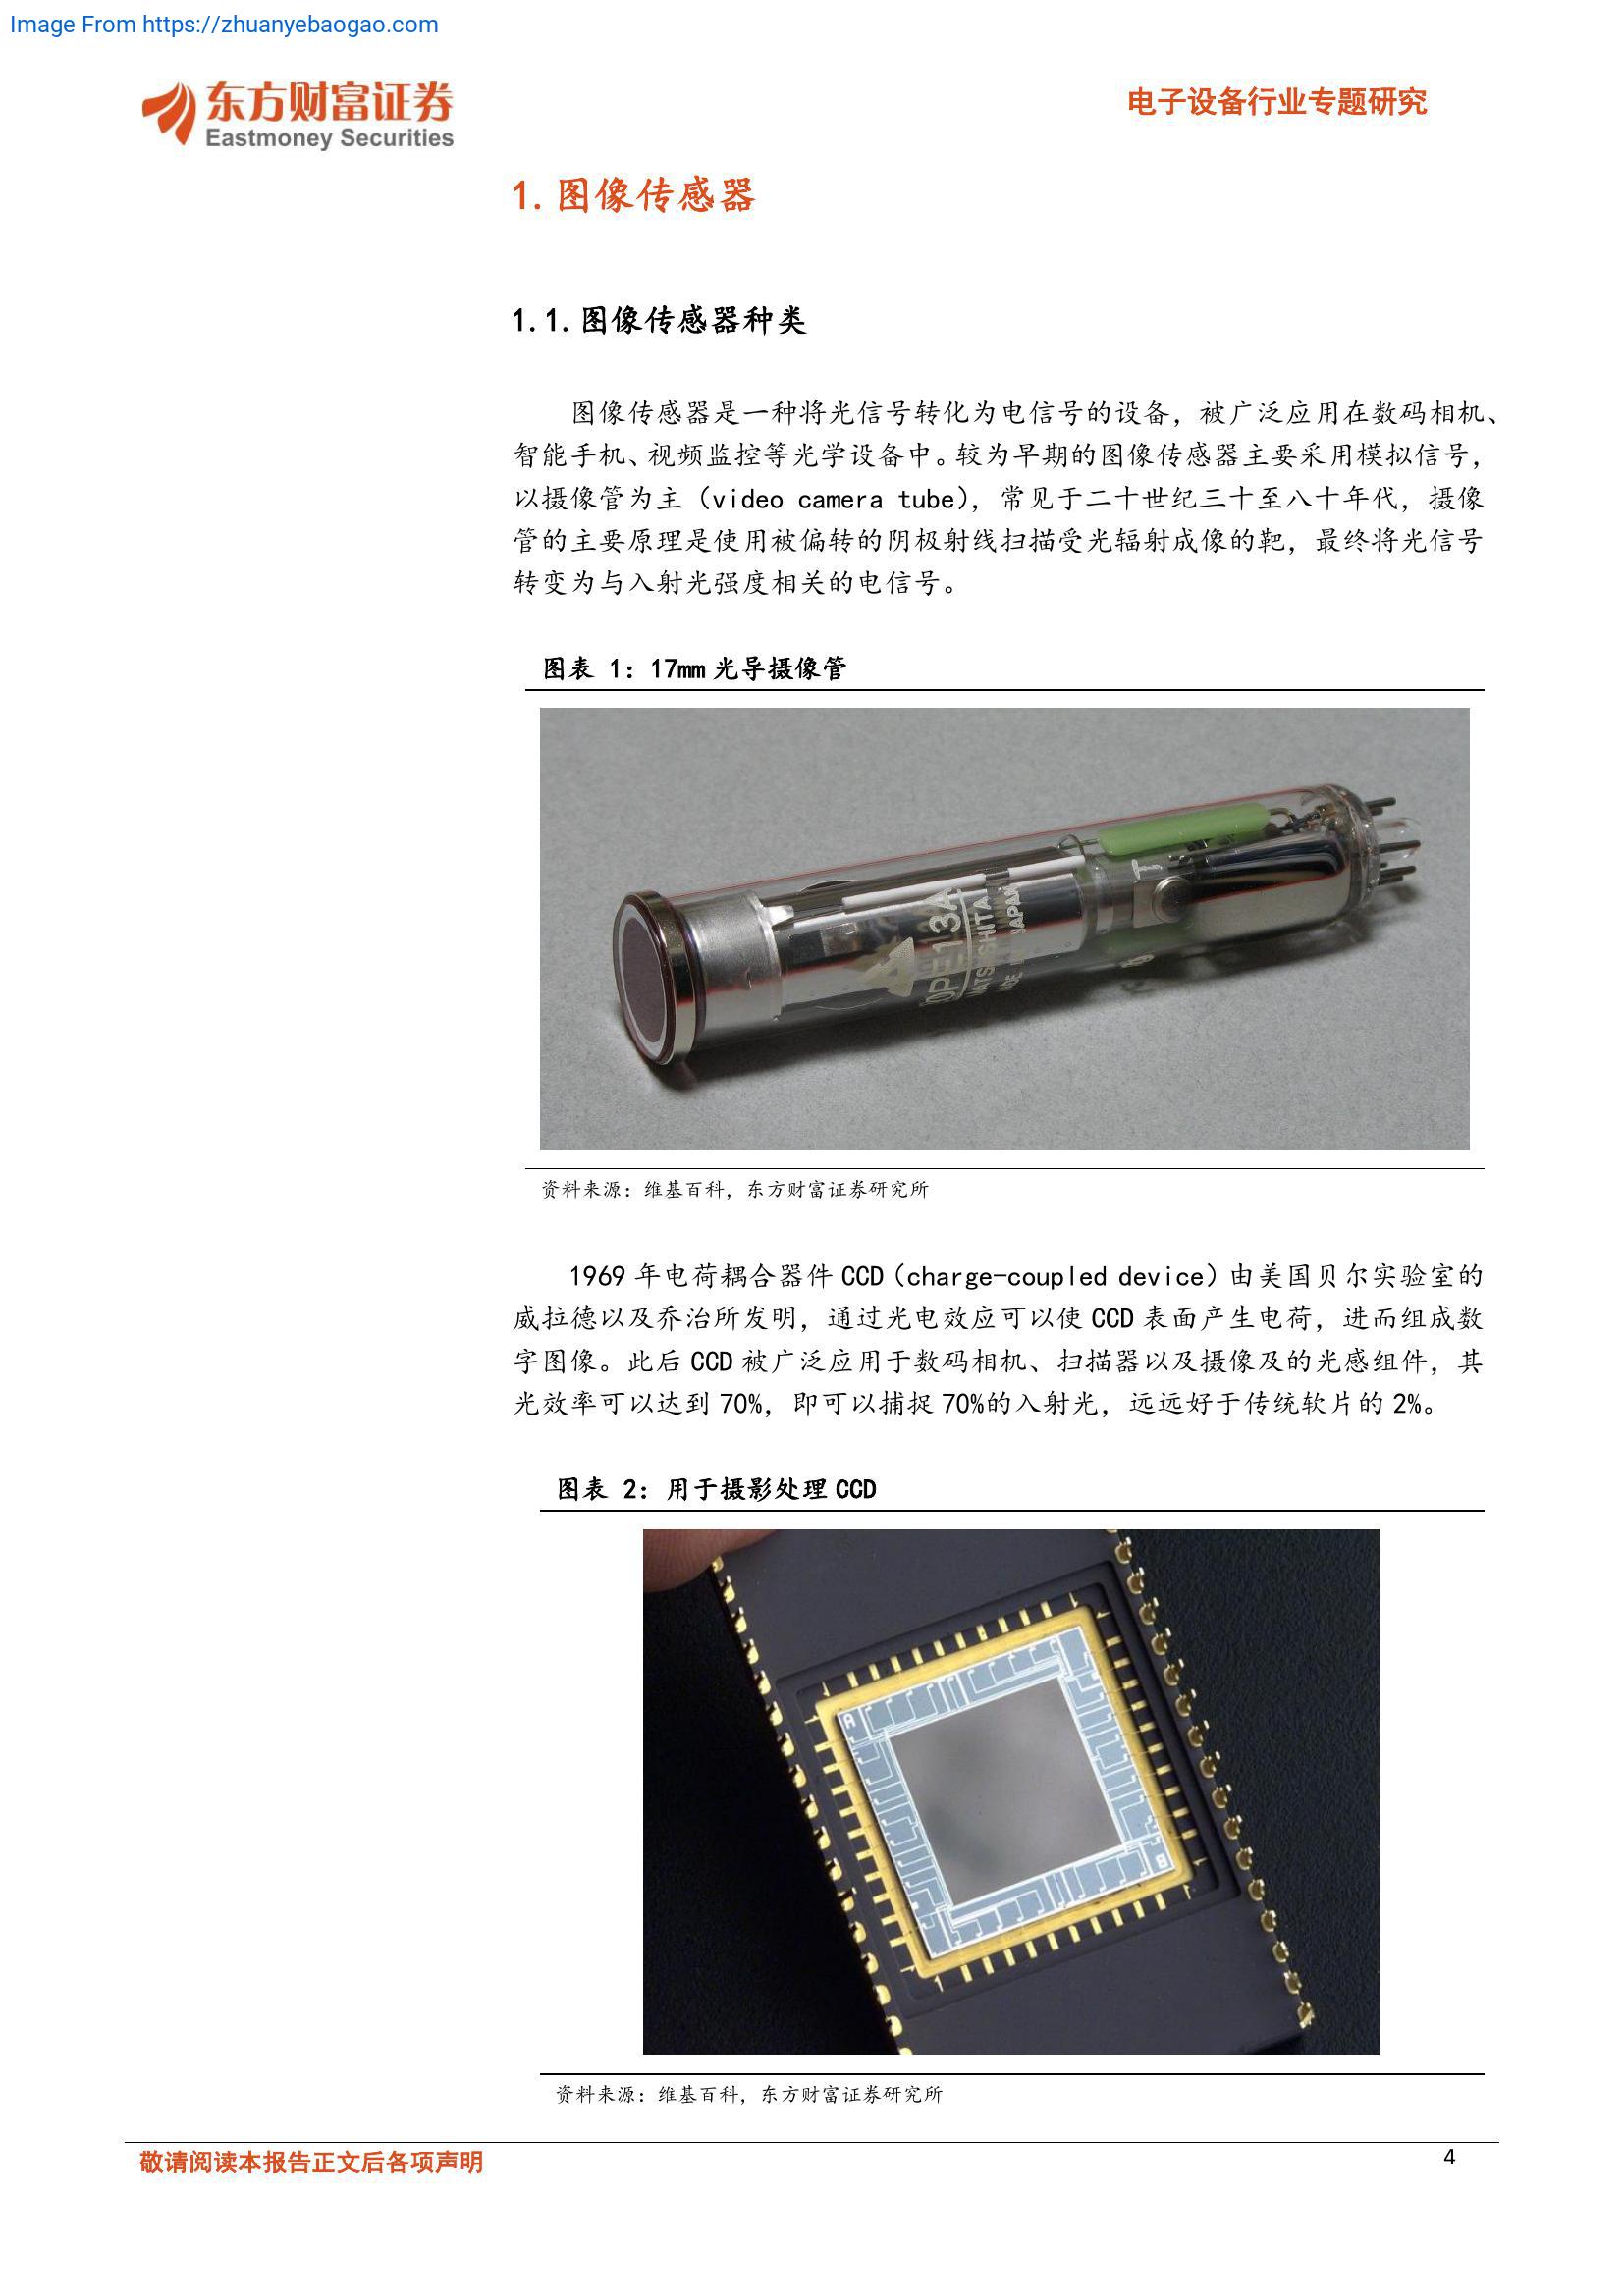 Image From https://zhuanyebaogao.com
东方财富证券
Eastmoney Securities
电子设备行业专题研究
1.图像传感器
1.1.图像传感器种类
图像传感器是一种将光信号转化为电信号的设备，被广泛应用在数码相机、
智能手机、视频监控等光学设备中。较为早期的图像传感器主要采用模拟信号，
以摄像管为主（video camera tube），常见于二十世纪三十至八十年代，摄像
管的主要原理是使用被偏转的阴极射线扫描受光辐射成像的靶，最终将光信号
转变为与入射光强度相关的电信号。
图表 1：17mm 光导摄像管
13A
JAPAN
资料来源：维基百科，东方财富证券研究所
1969 年电荷耦合器件 CCD（charge-coupled device）由美国贝尔实验室的
威拉德以及乔治所发明，通过光电效应可以使 CCD 表面产生电荷，进而组成数
字图像。此后 CCD 被广泛应用于数码相机、扫描器以及摄像及的光感组件，其
光效率可以达到 70%，即可以捕捉 70%的入射光，远远好于传统软片的 2%。
图表 2：用于摄影处理 CCD
A
B
资料来源：维基百科，东方财富证券研究所
敬请阅读本报告正文后各项声明
4